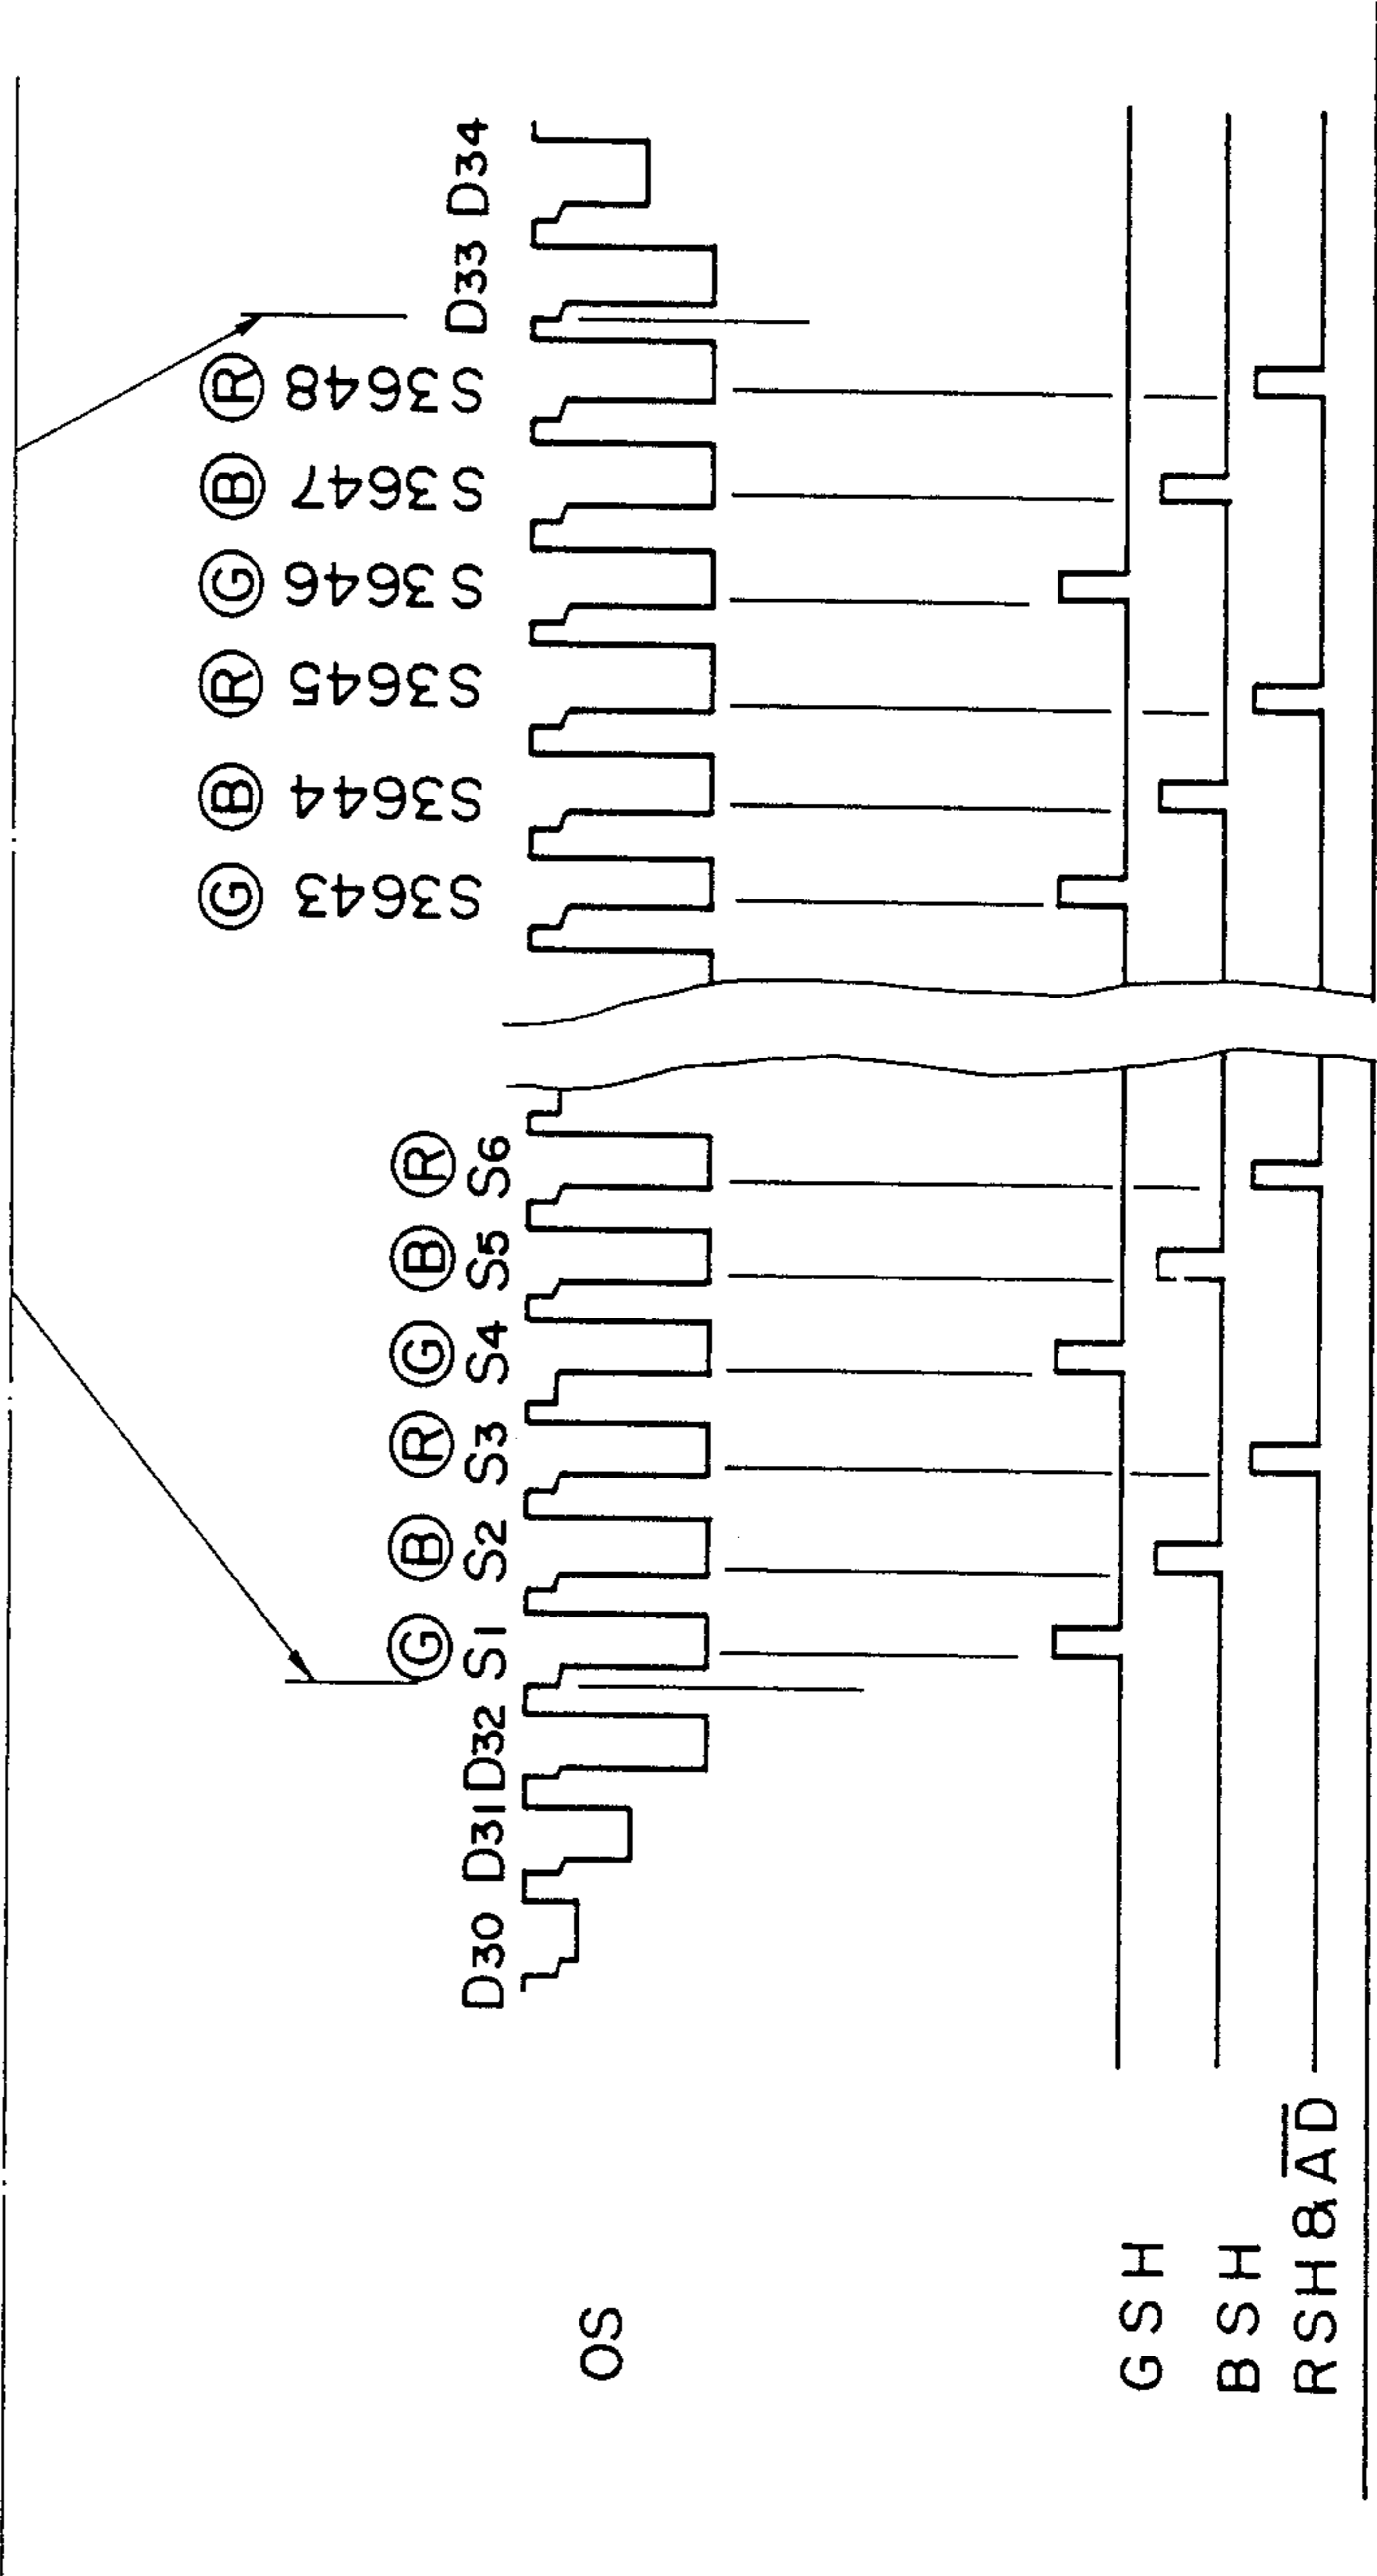 Ⓖ Ⓑ Ⓡ Ⓖ Ⓑ Ⓡ Ⓖ Ⓑ Ⓡ Ⓖ Ⓑ Ⓡ
D30 D31 D32 S1 S2 S3 S4 S5 S6 S3643 S3644 S3645 S3646 S3647 S3648 D33 D34
OS
GSH
BSH
RSH&A̅D